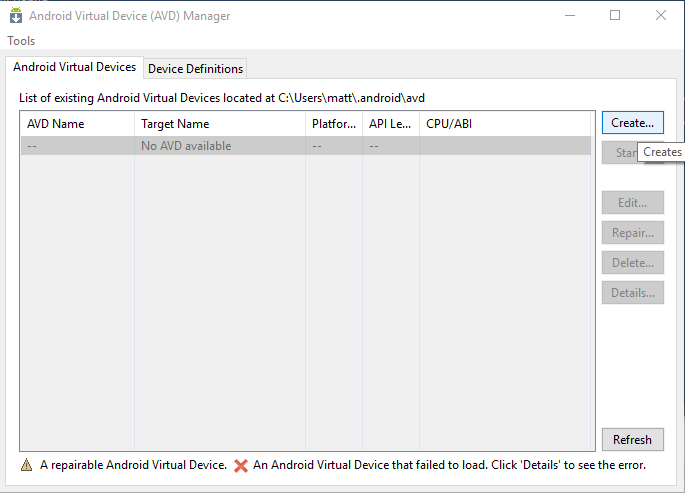 Android Virtual Device (AVD) Manager
Tools
Android Virtual Devices Device Definitions
List of existing Android Virtual Devices located at C:\Users\matt\.android\avd
AVD Name Target Name Platfor... API Le... CPU/ABI Create...
-- No AVD available -- -- Star Creates
Edit...
Repair...
Delete...
Details...
Refresh
A repairable Android Virtual Device. An Android Virtual Device that failed to load. Click 'Details' to see the error.